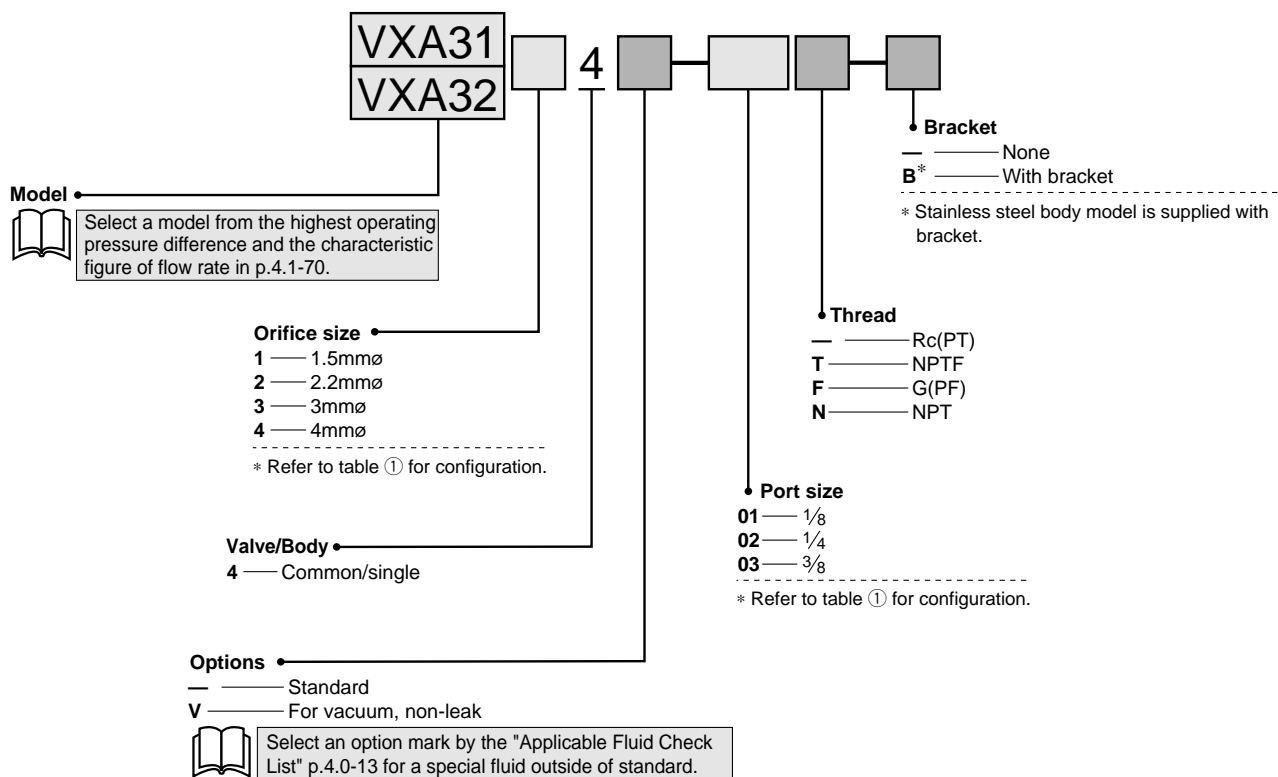 VXA31
VXA32
4
Bracket
— None
B* With bracket
* Stainless steel body model is supplied with
bracket.
Model
Select a model from the highest operating
pressure difference and the characteristic
figure of flow rate in p.4.1-70.
Thread
— Rc(PT)
T NPTF
F G(PF)
N NPT
Orifice size
1 1.5mmø
2 2.2mmø
3 3mmø
4 4mmø
* Refer to table ① for configuration.
Port size
01 1/8
02 1/4
03 3/8
* Refer to table ① for configuration.
Valve/Body
4 Common/single
Options
— Standard
V For vacuum, non-leak
Select an option mark by the "Applicable Fluid Check
List" p.4.0-13 for a special fluid outside of standard.